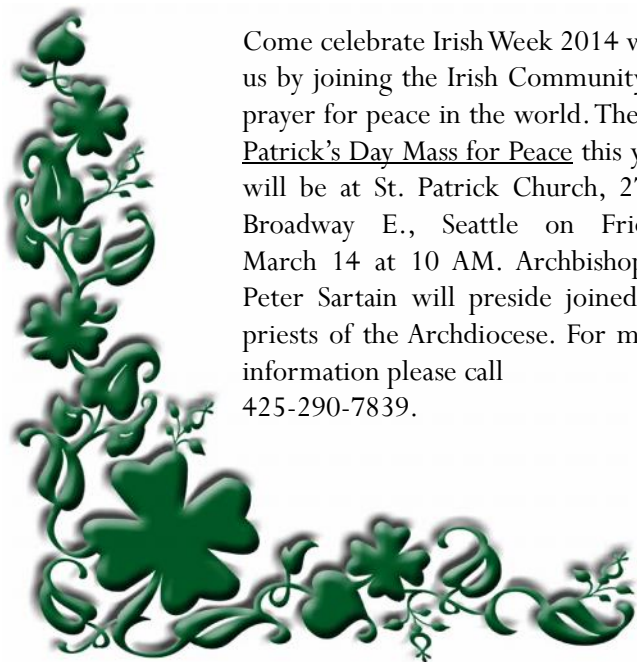 Come celebrate Irish Week 2014 w
us by joining the Irish Community
prayer for peace in the world. The
Patrick's Day Mass for Peace this y
will be at St. Patrick Church, 27
Broadway E., Seattle on Fri
March 14 at 10 AM. Archbishop
Peter Sartain will preside joined
priests of the Archdiocese. For m
information please call
425-290-7839.